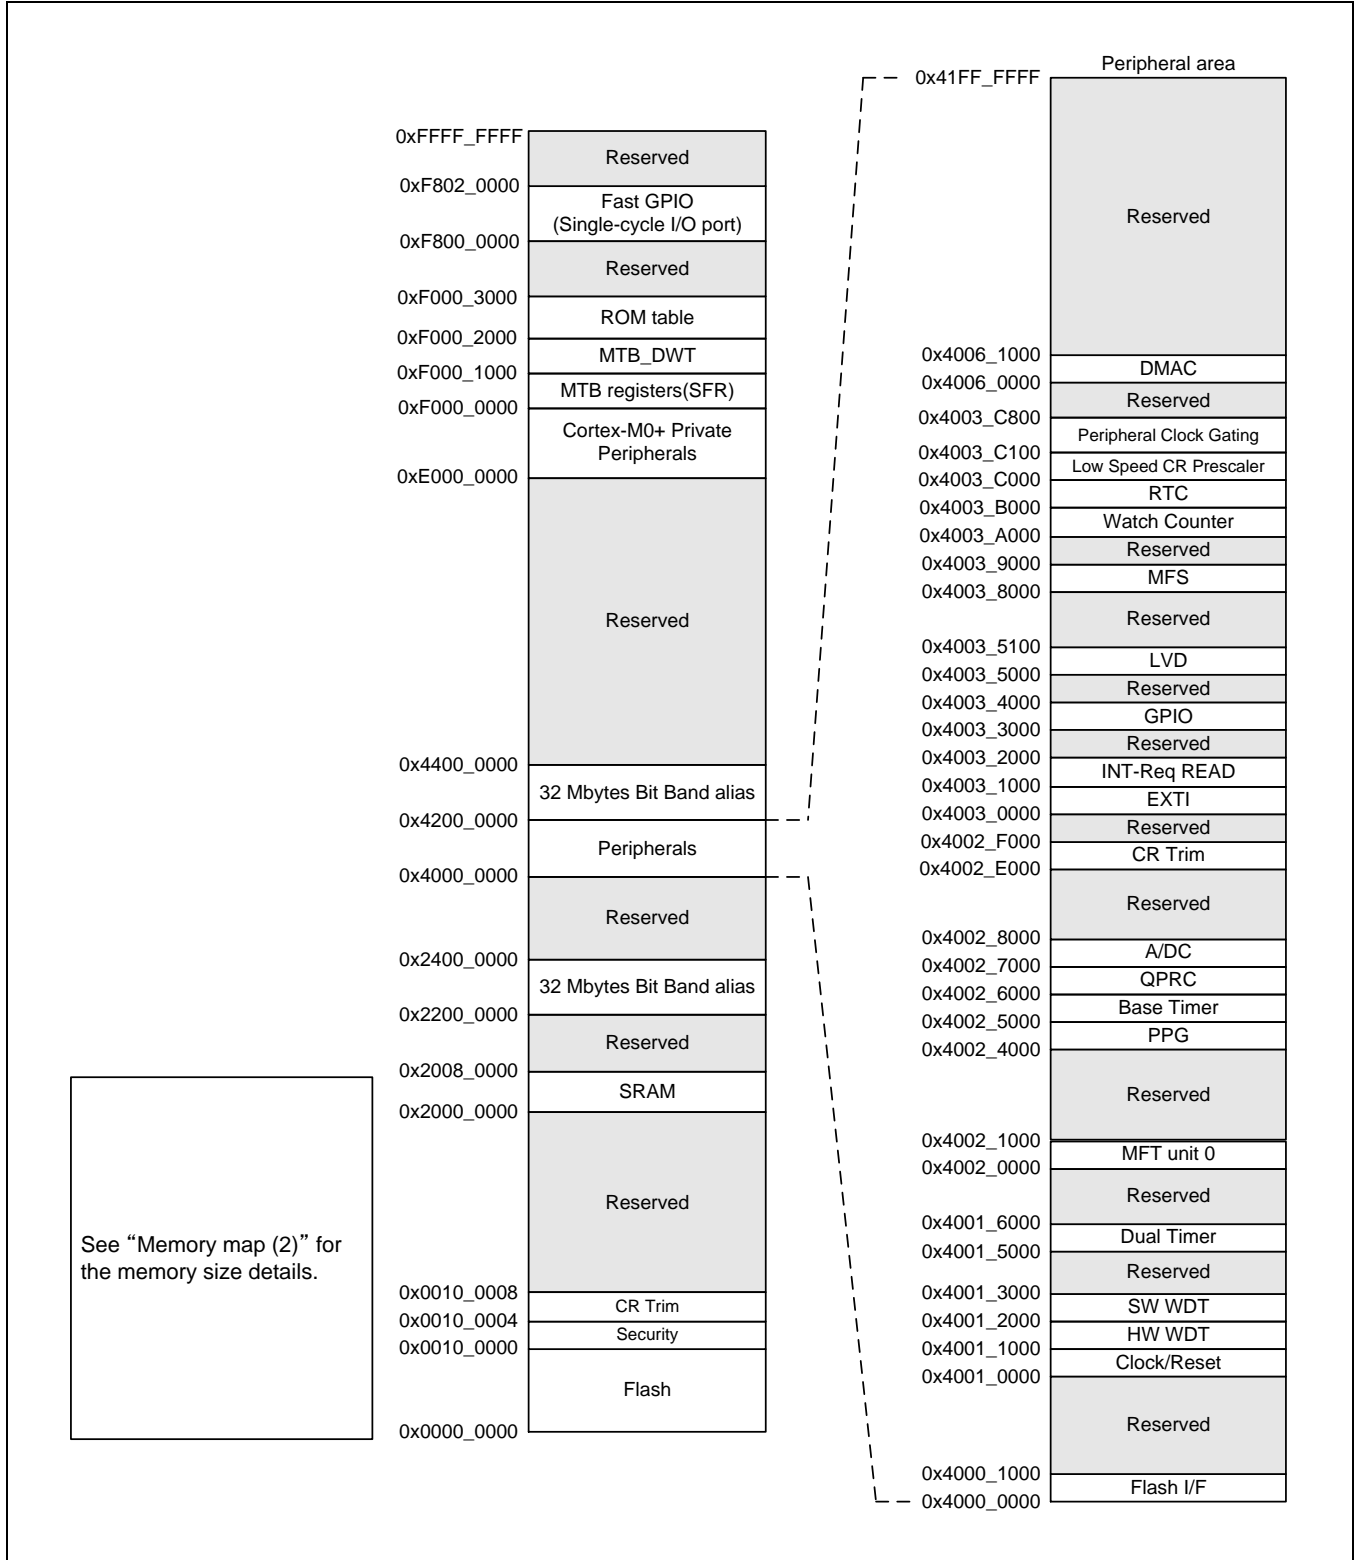 0xFFFF_FFFF
Reserved
0xF802_0000
Fast GPIO
(Single-cycle I/O port)
0xF800_0000
Reserved
0xF000_3000
ROM table
0xF000_2000
MTB_DWT
0xF000_1000
MTB registers(SFR)
0xF000_0000
Cortex-M0+ Private
Peripherals
0xE000_0000
Reserved
0x4400_0000
32 Mbytes Bit Band alias
0x4200_0000
Peripherals
0x4000_0000
Reserved
0x2400_0000
32 Mbytes Bit Band alias
0x2200_0000
Reserved
0x2008_0000
SRAM
0x2000_0000
Reserved
0x0010_0008
CR Trim
0x0010_0004
Security
0x0010_0000
Flash
0x0000_0000
See “Memory map (2)” for
the memory size details.
Peripheral area
0x41FF_FFFF
Reserved
0x4006_1000
DMAC
0x4006_0000
Reserved
0x4003_C800
Peripheral Clock Gating
0x4003_C100
Low Speed CR Prescaler
0x4003_C000
RTC
0x4003_B000
Watch Counter
0x4003_A000
Reserved
0x4003_9000
MFS
0x4003_8000
Reserved
0x4003_5100
LVD
0x4003_5000
Reserved
0x4003_4000
GPIO
0x4003_3000
Reserved
0x4003_2000
INT-Req READ
0x4003_1000
EXTI
0x4003_0000
Reserved
0x4002_F000
CR Trim
0x4002_E000
Reserved
0x4002_8000
A/DC
0x4002_7000
QPRC
0x4002_6000
Base Timer
0x4002_5000
PPG
0x4002_4000
Reserved
0x4002_1000
MFT unit 0
0x4002_0000
Reserved
0x4001_6000
Dual Timer
0x4001_5000
Reserved
0x4001_3000
SW WDT
0x4001_2000
HW WDT
0x4001_1000
Clock/Reset
0x4001_0000
Reserved
0x4000_1000
Flash I/F
0x4000_0000